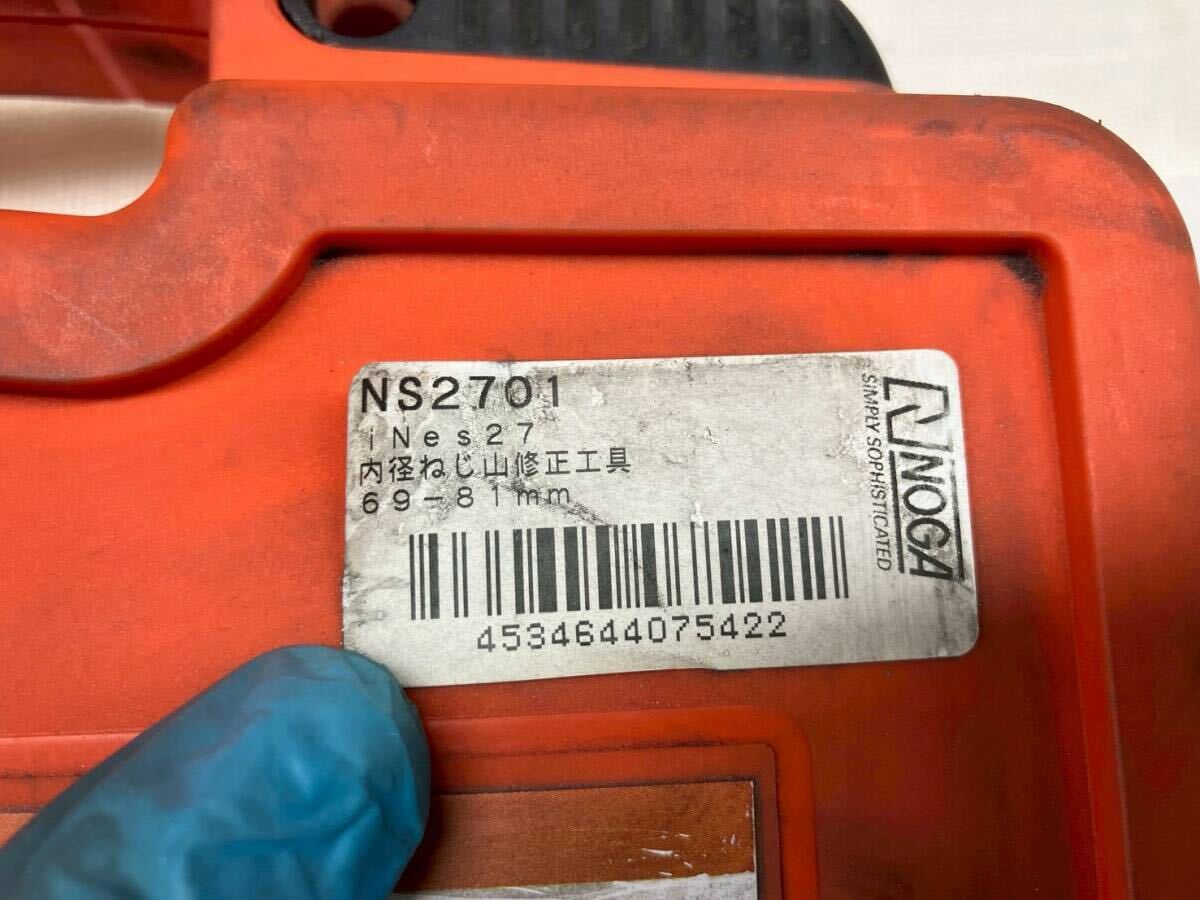 NS2701
iNes27
内径ねじ山修正工具
69-81mm
4534644075422
NOGA
SIMPLY SOPHISTICATED